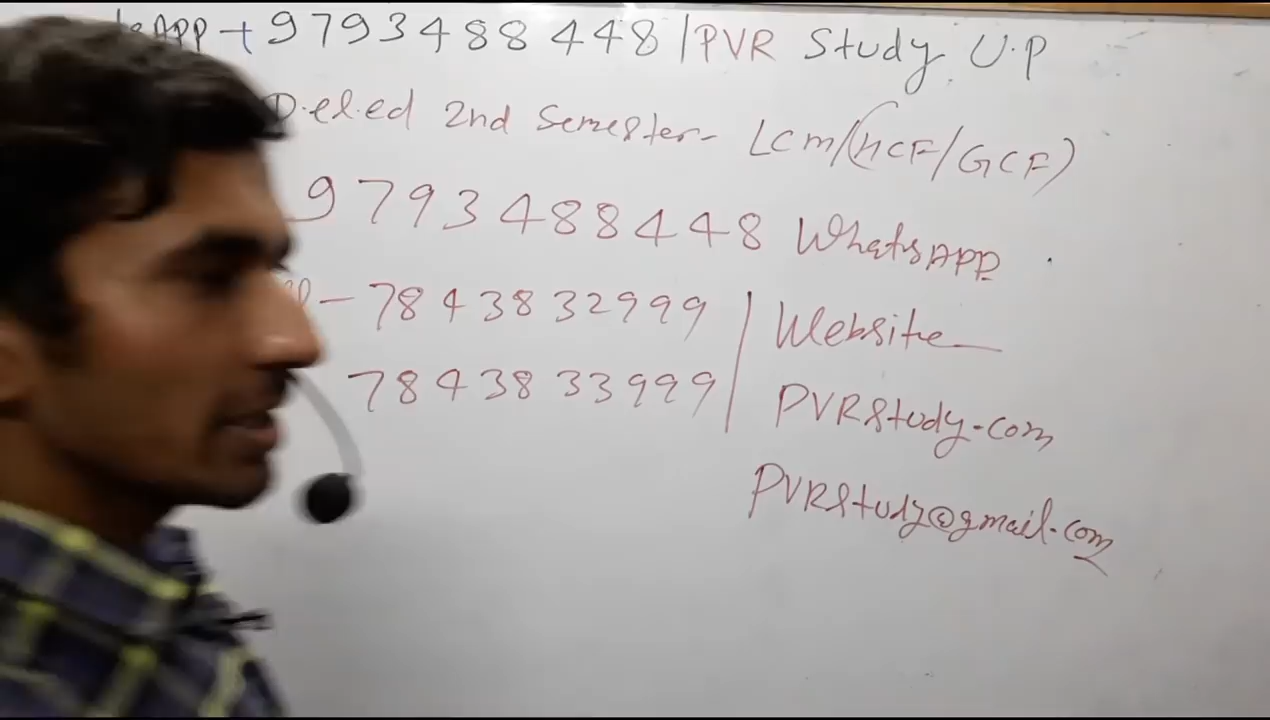 App + 9793488448 | PVR Study U.P
D.el.ed 2nd Semester - LCm/(HCF/GCF)
9793488448 WhatsAPP
- 7843832999
7843833999
Website
PVRStudy.com
PVRStudy@gmail.com